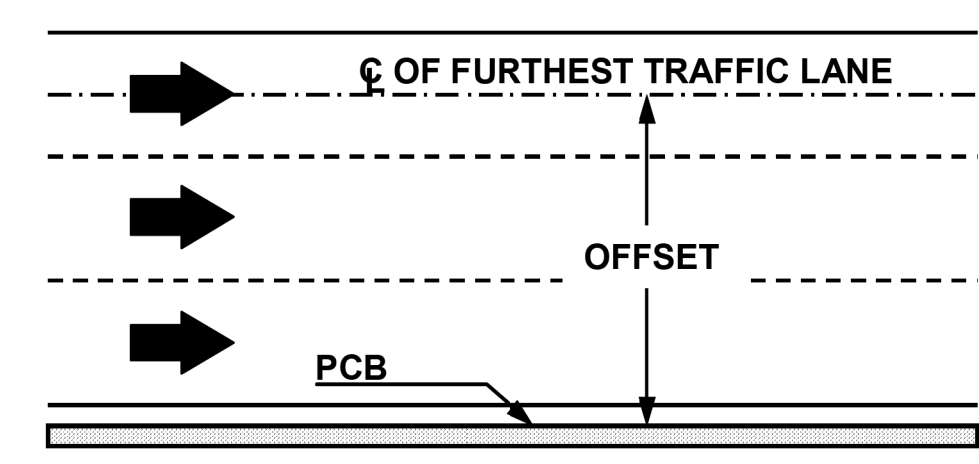 ℄ OF FURTHEST TRAFFIC LANE
OFFSET
PCB